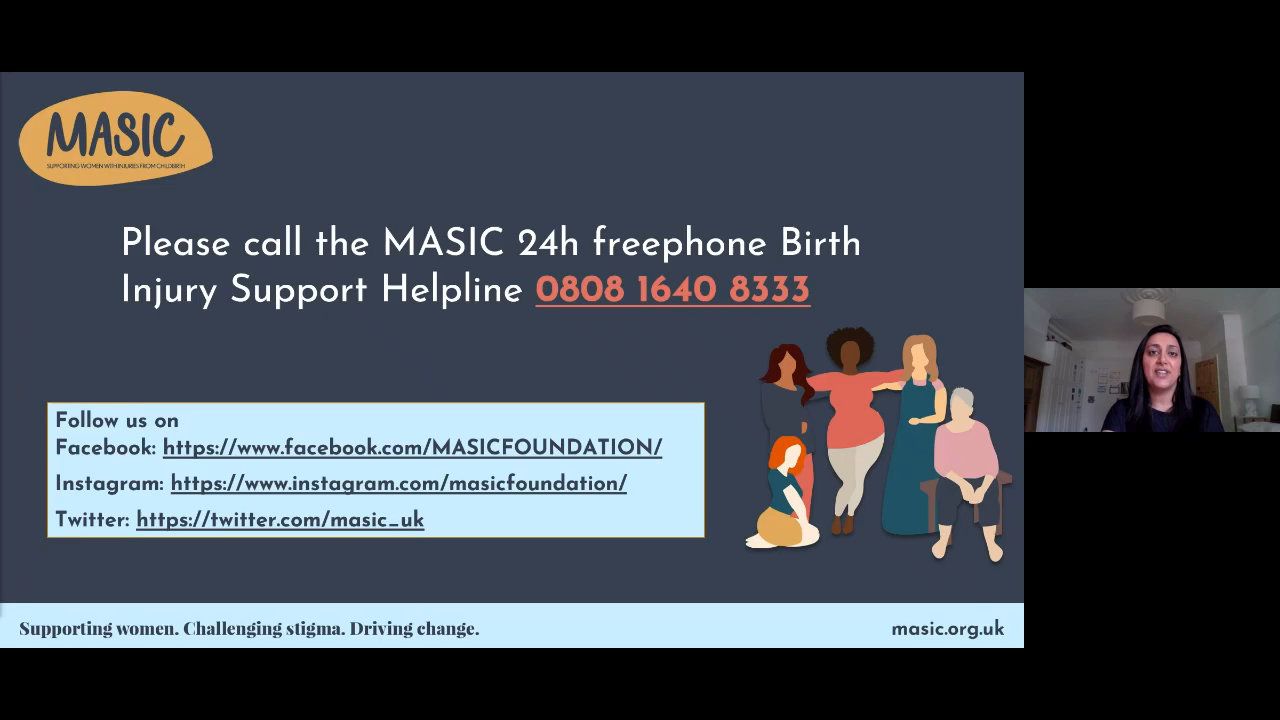 MASIC
SUPPORTING WOMEN WITH INJURIES FROM CHILDBIRTH
Please call the MASIC 24h freephone Birth
Injury Support Helpline 0808 1640 8333
Follow us on
Facebook: https://www.facebook.com/MASICFOUNDATION/
Instagram: https://www.instagram.com/masicfoundation/
Twitter: https://twitter.com/masic_uk
Supporting women. Challenging stigma. Driving change.
masic.org.uk